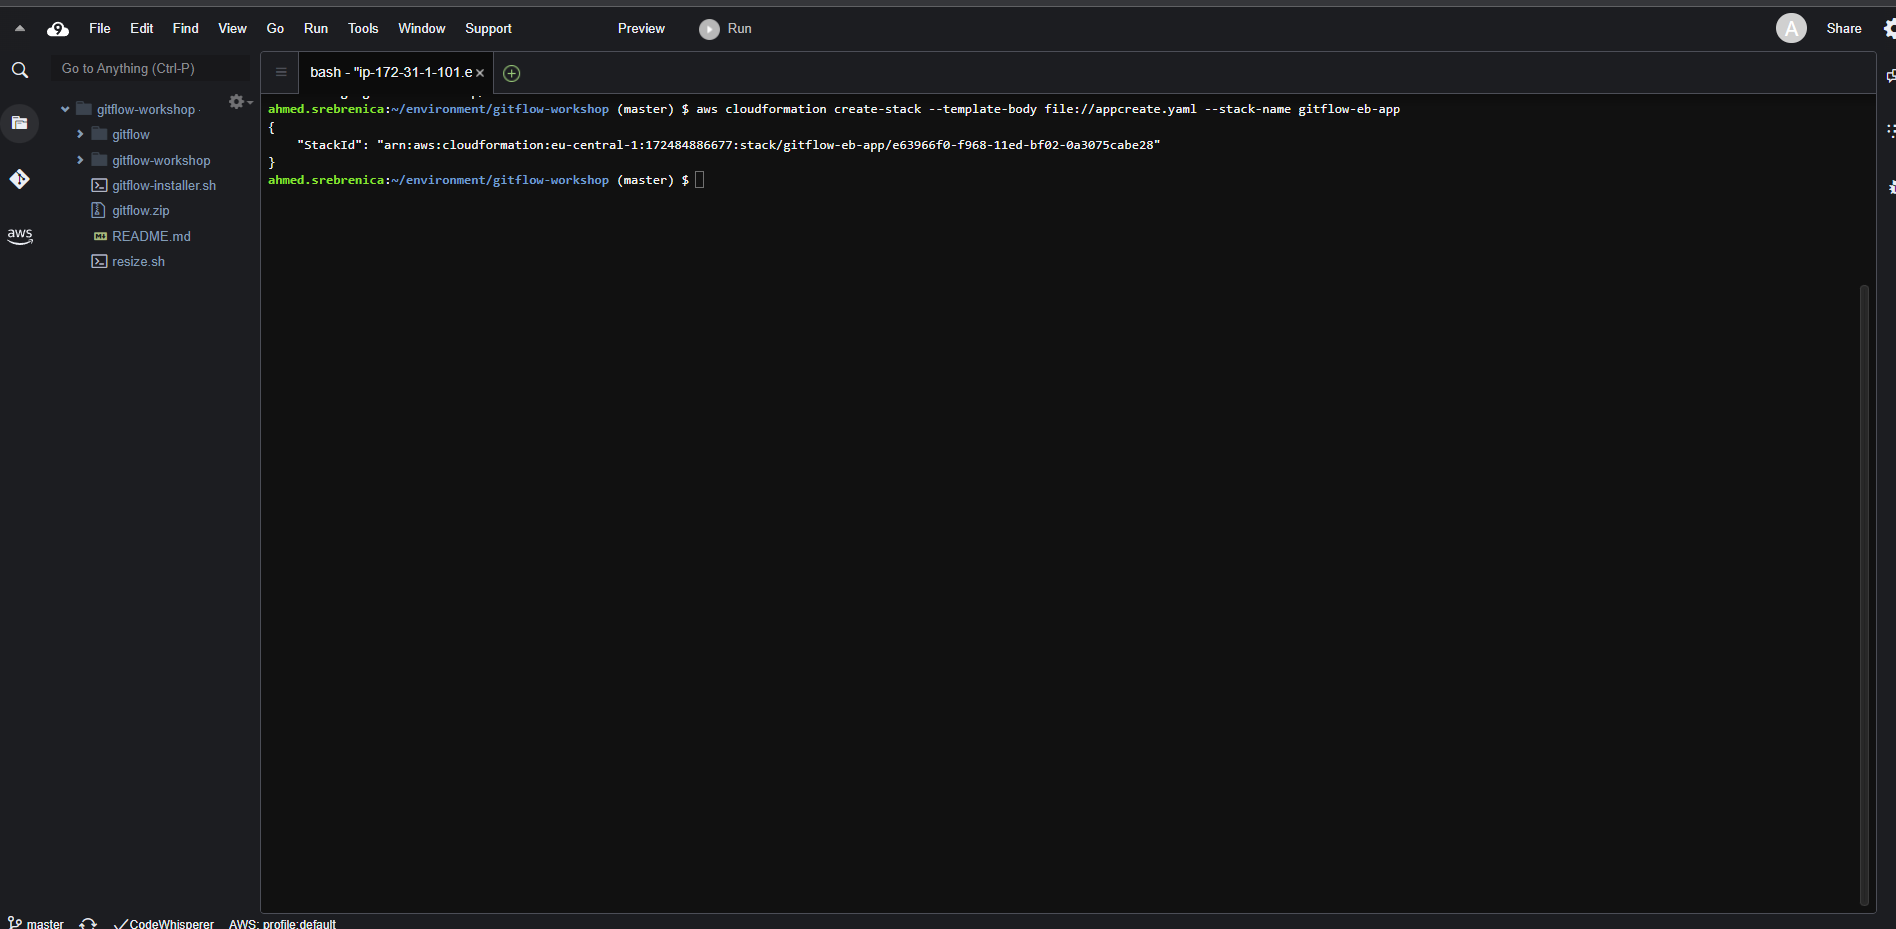 File Edit Find View Go Run Tools Window Support Preview Run A Share
Go to Anything (Ctrl-P)
bash - "ip-172-31-1-101.e
gitflow-workshop
gitflow
gitflow-workshop
gitflow-installer.sh
gitflow.zip
README.md
resize.sh
aws
ahmed.srebrenica:~/environment/gitflow-workshop (master) $ aws cloudformation create-stack --template-body file://appcreate.yaml --stack-name gitflow-eb-app
{
"StackId": "arn:aws:cloudformation:eu-central-1:172484886677:stack/gitflow-eb-app/e63966f0-f968-11ed-bf02-0a3075cabe28"
}
ahmed.srebrenica:~/environment/gitflow-workshop (master) $
master CodeWhisperer AWS: profile:default